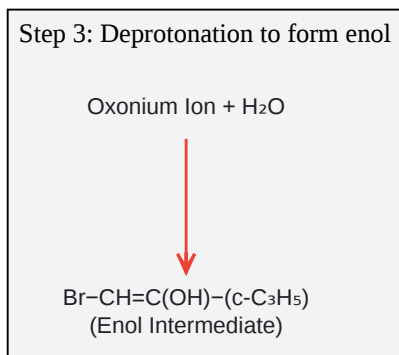 Step 3: Deprotonation to form enol
Oxonium Ion + H₂O
Br−CH=C(OH)−(c-C₃H₅)
(Enol Intermediate)